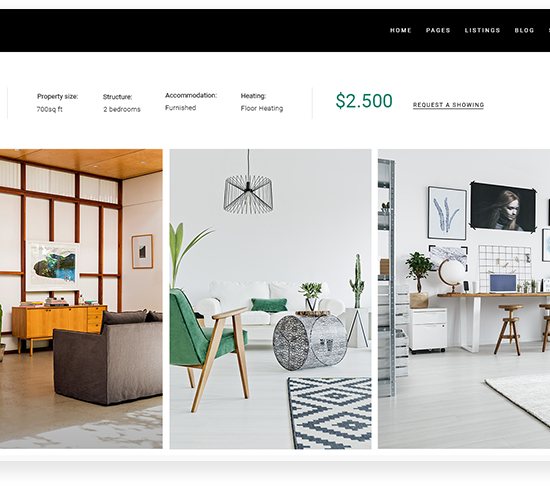 HOME PAGES LISTINGS BLOG
Property size: Structure: Accommodation: Heating:
700sq ft 2 bedrooms Furnished Floor Heating
$2.500 REQUEST A SHOWING